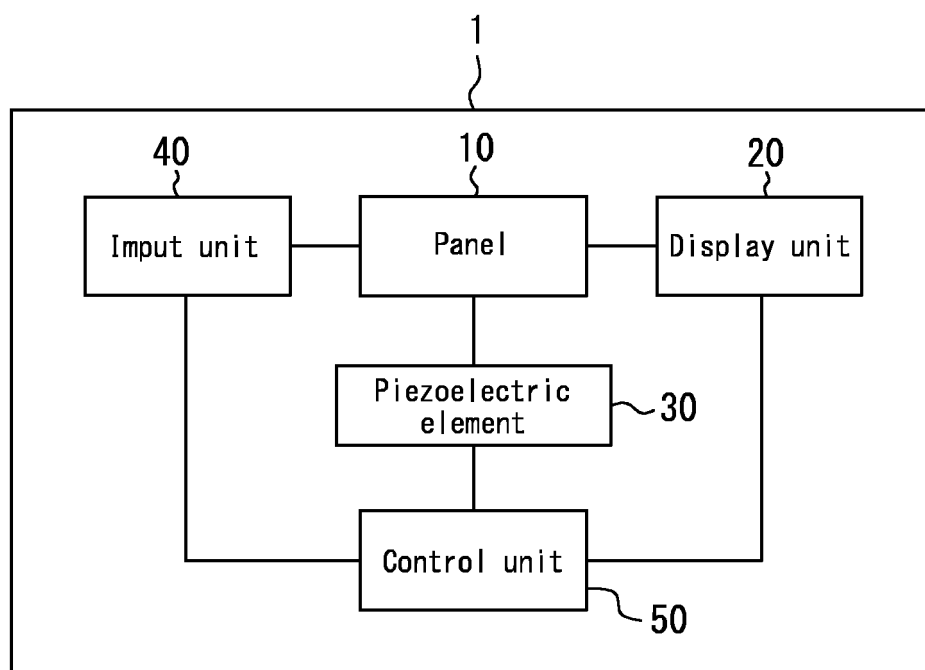 1
40
10
20
Imput unit
Panel
Display unit
Piezoelectric
element
30
Control unit
50